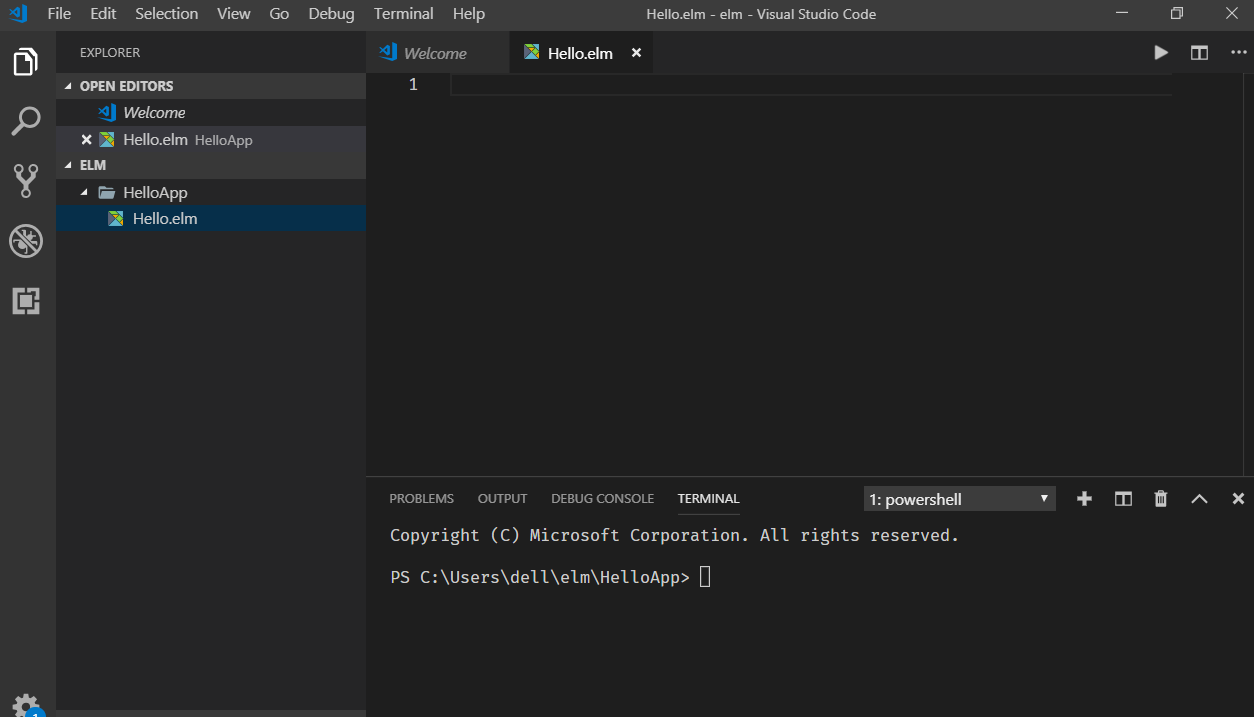 File Edit Selection View Go Debug Terminal Help Hello.elm - elm - Visual Studio Code
EXPLORER
OPEN EDITORS
Welcome
Hello.elm HelloApp
ELM
HelloApp
Hello.elm
Welcome Hello.elm
1
PROBLEMS OUTPUT DEBUG CONSOLE TERMINAL 1: powershell
Copyright (C) Microsoft Corporation. All rights reserved.
PS C:\Users\dell\elm\HelloApp>
1